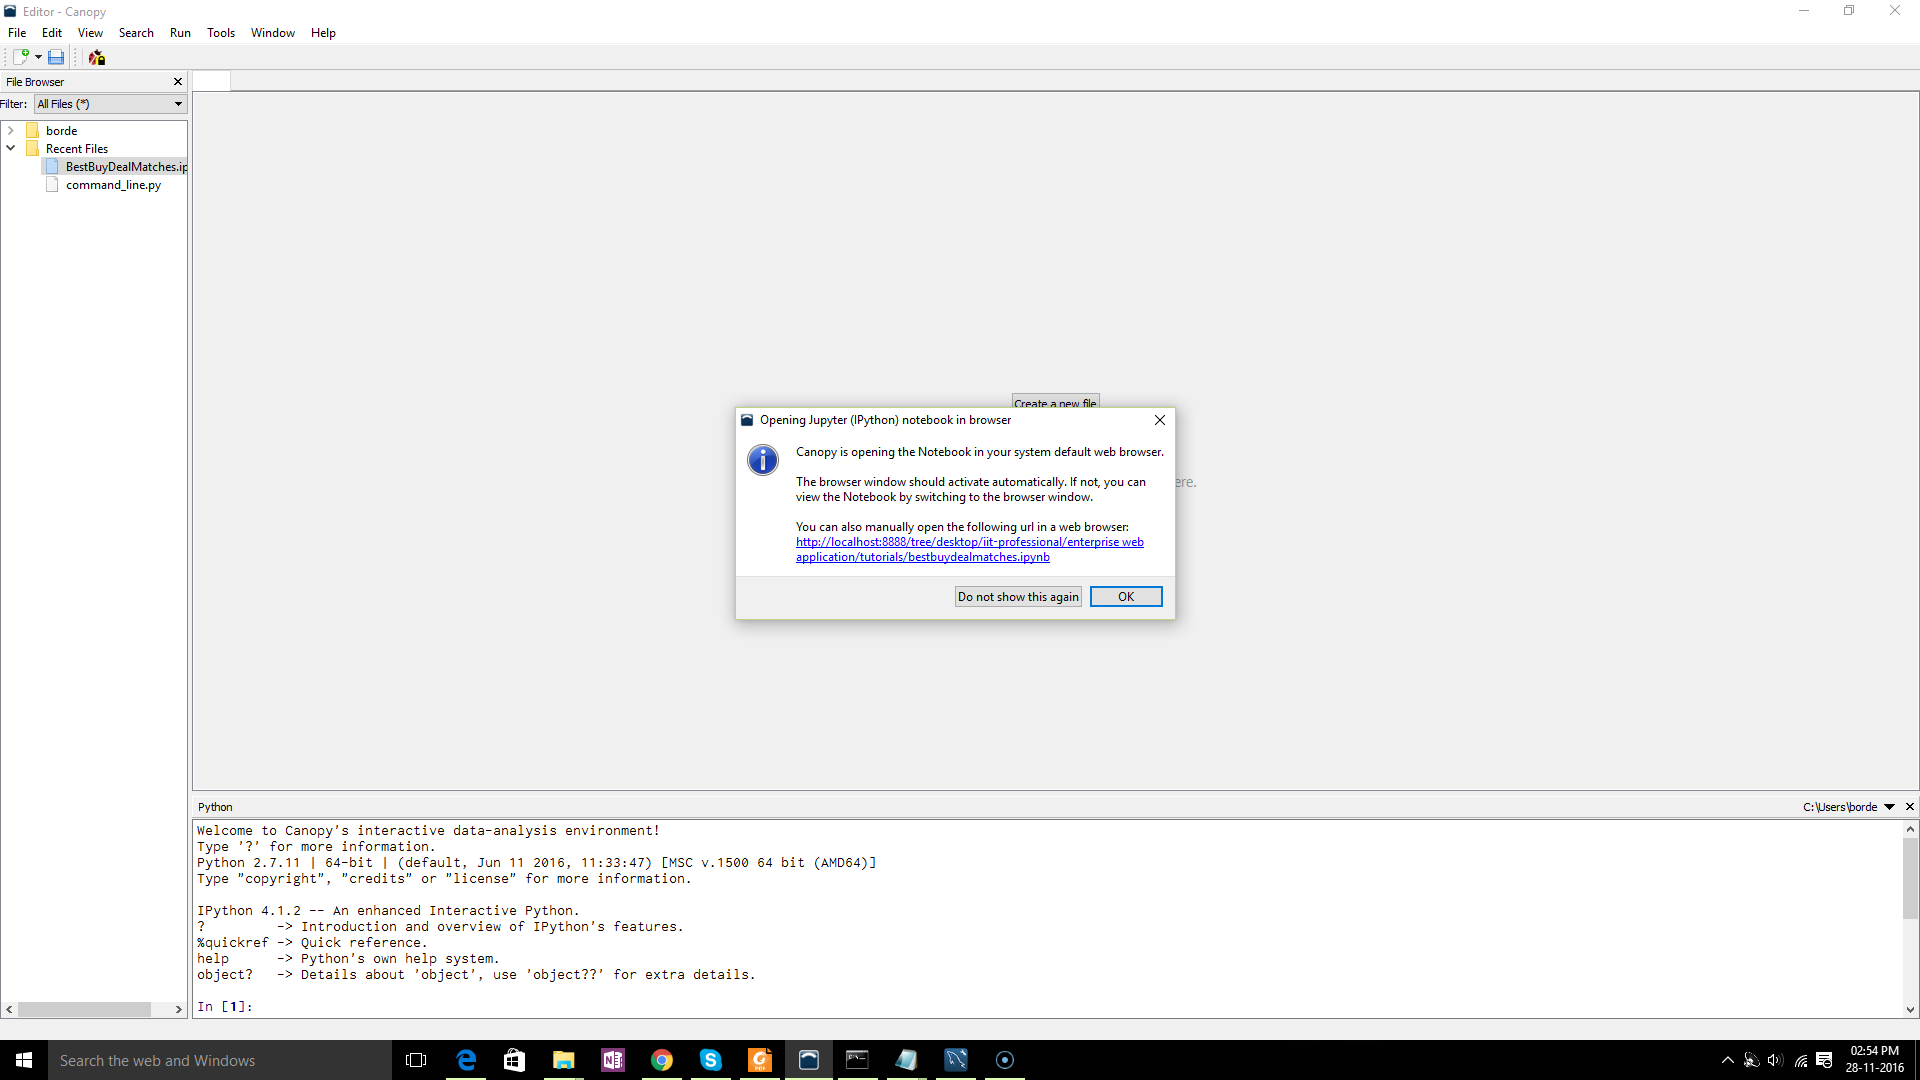 Editor - Canopy
File Edit View Search Run Tools Window Help
File Browser
Filter: All Files (*)
borde
Recent Files
BestBuyDealMatches.ip
command_line.py
Create a new file
ere.
Opening Jupyter (IPython) notebook in browser
Canopy is opening the Notebook in your system default web browser.
The browser window should activate automatically. If not, you can
view the Notebook by switching to the browser window.
You can also manually open the following url in a web browser:
http://localhost:8888/tree/desktop/iit-professional/enterprise web
application/tutorials/bestbuydealmatches.ipynb
Do not show this again OK
Python C:\Users\borde
Welcome to Canopy's interactive data-analysis environment!
Type '?' for more information.
Python 2.7.11 | 64-bit | (default, Jun 11 2016, 11:33:47) [MSC v.1500 64 bit (AMD64)]
Type "copyright", "credits" or "license" for more information.
IPython 4.1.2 -- An enhanced Interactive Python.
? -> Introduction and overview of IPython's features.
%quickref -> Quick reference.
help -> Python's own help system.
object? -> Details about 'object', use 'object??' for extra details.
In [1]:
Search the web and Windows
02:54 PM
28-11-2016